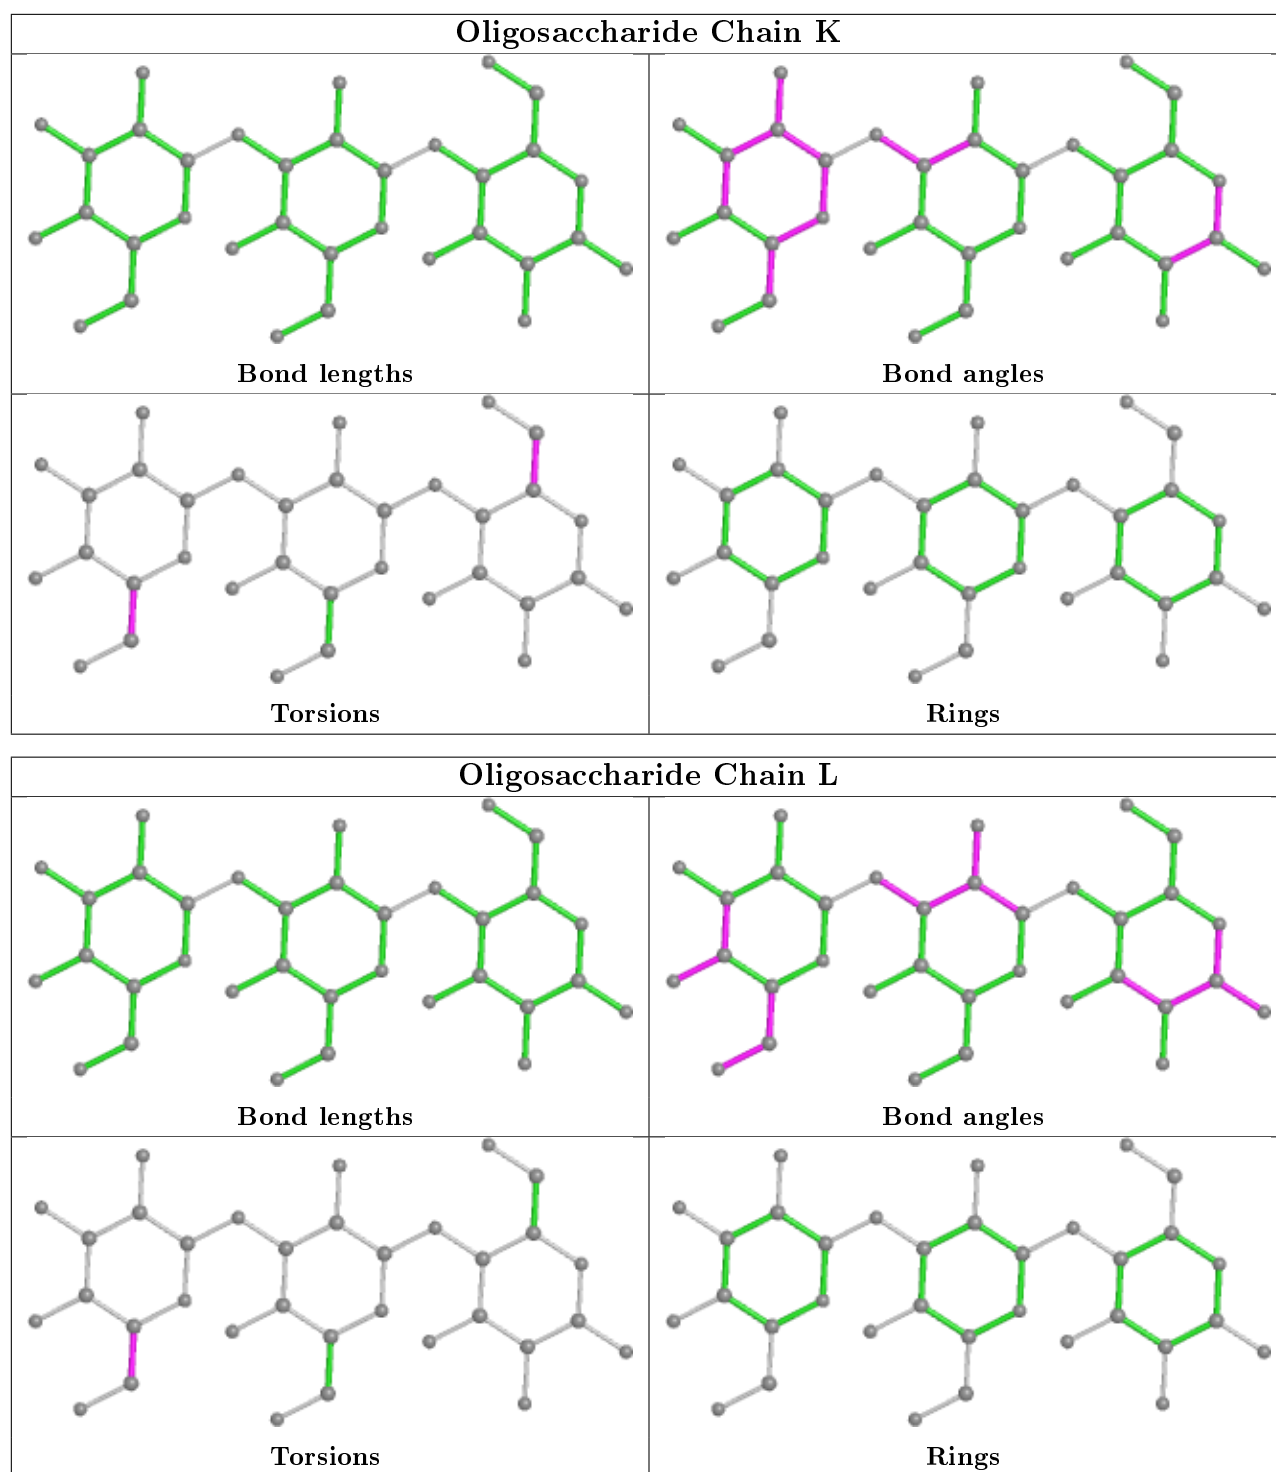 Oligosaccharide Chain K
Bond lengths
Bond angles
Torsions
Rings
Oligosaccharide Chain L
Bond lengths
Bond angles
Torsions
Rings